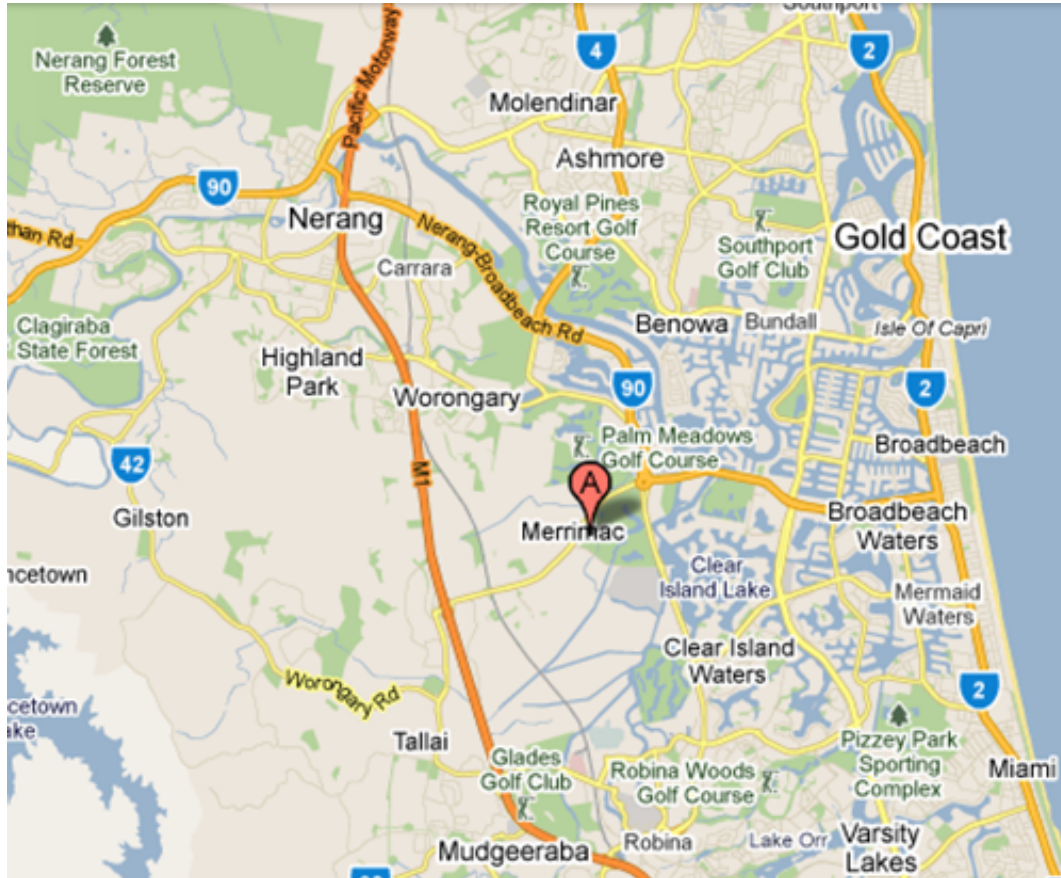 Southport
2
Nerang Forest
Reserve
4
Pacific Motorway
Molendinar
Ashmore
90
Royal Pines
Resort Golf
Course
Nerang
Nerang-Broadbeach Rd
Southport
Golf Club
Gold Coast
than Rd
Carrara
Clagiraba
State Forest
Benowa
Bundall
Isle Of Capri
Highland
Park
90
2
Worongary
Palm Meadows
Golf Course
Broadbeach
42
M1
A
Gilston
Merrimac
Broadbeach
Waters
ncetown
Clear
Island Lake
Mermaid
Waters
Clear Island
Waters
Worongary Rd
2
ncetown
ake
Tallai
Pizzey Park
Sporting
Complex
Miami
Glades
Golf Club
Robina Woods
Golf Course
Mudgeeraba
Robina
Lake Orr
Varsity
Lakes